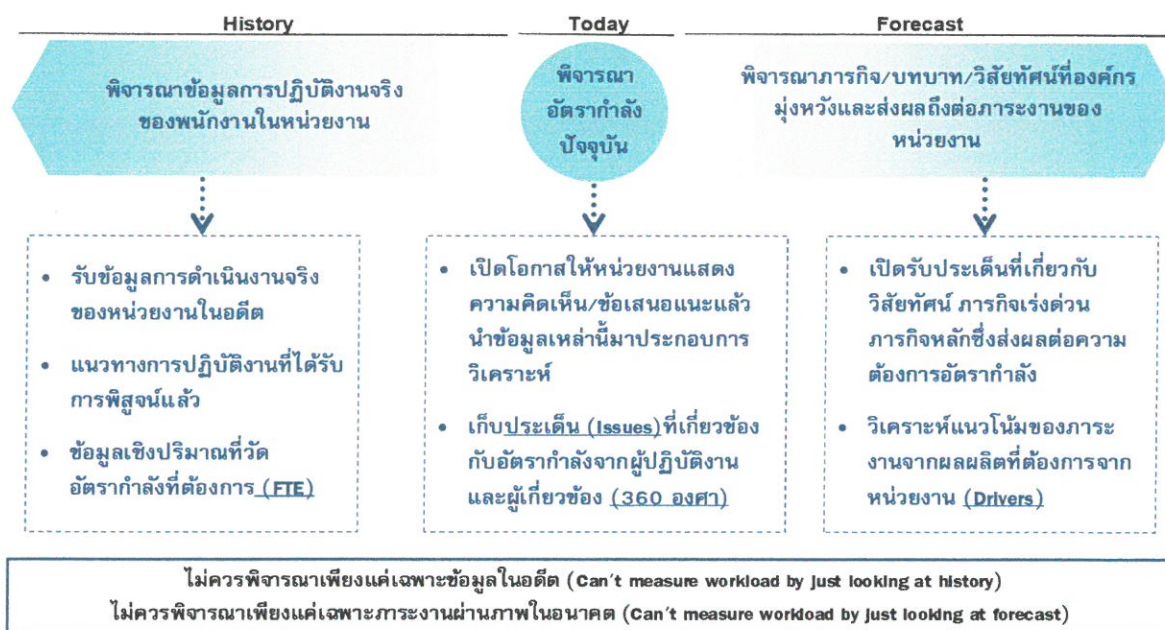 History
Today
Forecast
พิจารณาข้อมูลการปฏิบัติงานจริง
ของพนักงานในหน่วยงาน
พิจารณา
อัตรากำลัง
ปัจจุบัน
พิจารณาภารกิจ/บทบาท/วิสัยทัศน์ที่องค์กร
มุ่งหวังและส่งผลถึงต่อภาระงานของ
หน่วยงาน
• รับข้อมูลการดำเนินงานจริง
ของหน่วยงานในอดีต
• แนวทางการปฏิบัติงานที่ได้รับ
การพิสูจน์แล้ว
• ข้อมูลเชิงปริมาณที่วัด
อัตรากำลังที่ต้องการ (FTE)
• เปิดโอกาสให้หน่วยงานแสดง
ความคิดเห็น/ข้อเสนอแนะแล้ว
นำข้อมูลเหล่านี้มาประกอบการ
วิเคราะห์
• เก็บประเด็น (Issues)ที่เกี่ยวข้อง
กับอัตรากำลังจากผู้ปฏิบัติงาน
และผู้เกี่ยวข้อง (360 องศา)
• เปิดรับประเด็นที่เกี่ยวกับ
วิสัยทัศน์ ภารกิจเร่งด่วน
ภารกิจหลักซึ่งส่งผลต่อความ
ต้องการอัตรากำลัง
• วิเคราะห์แนวโน้มของภาระ
งานจากผลผลิตที่ต้องการจาก
หน่วยงาน (Drivers)
ไม่ควรพิจารณาเพียงแค่เฉพาะข้อมูลในอดีต (Can't measure workload by just looking at history)
ไม่ควรพิจารณาเพียงแค่เฉพาะภาระงานผ่านภาพในอนาคต (Can't measure workload by just looking at forecast)